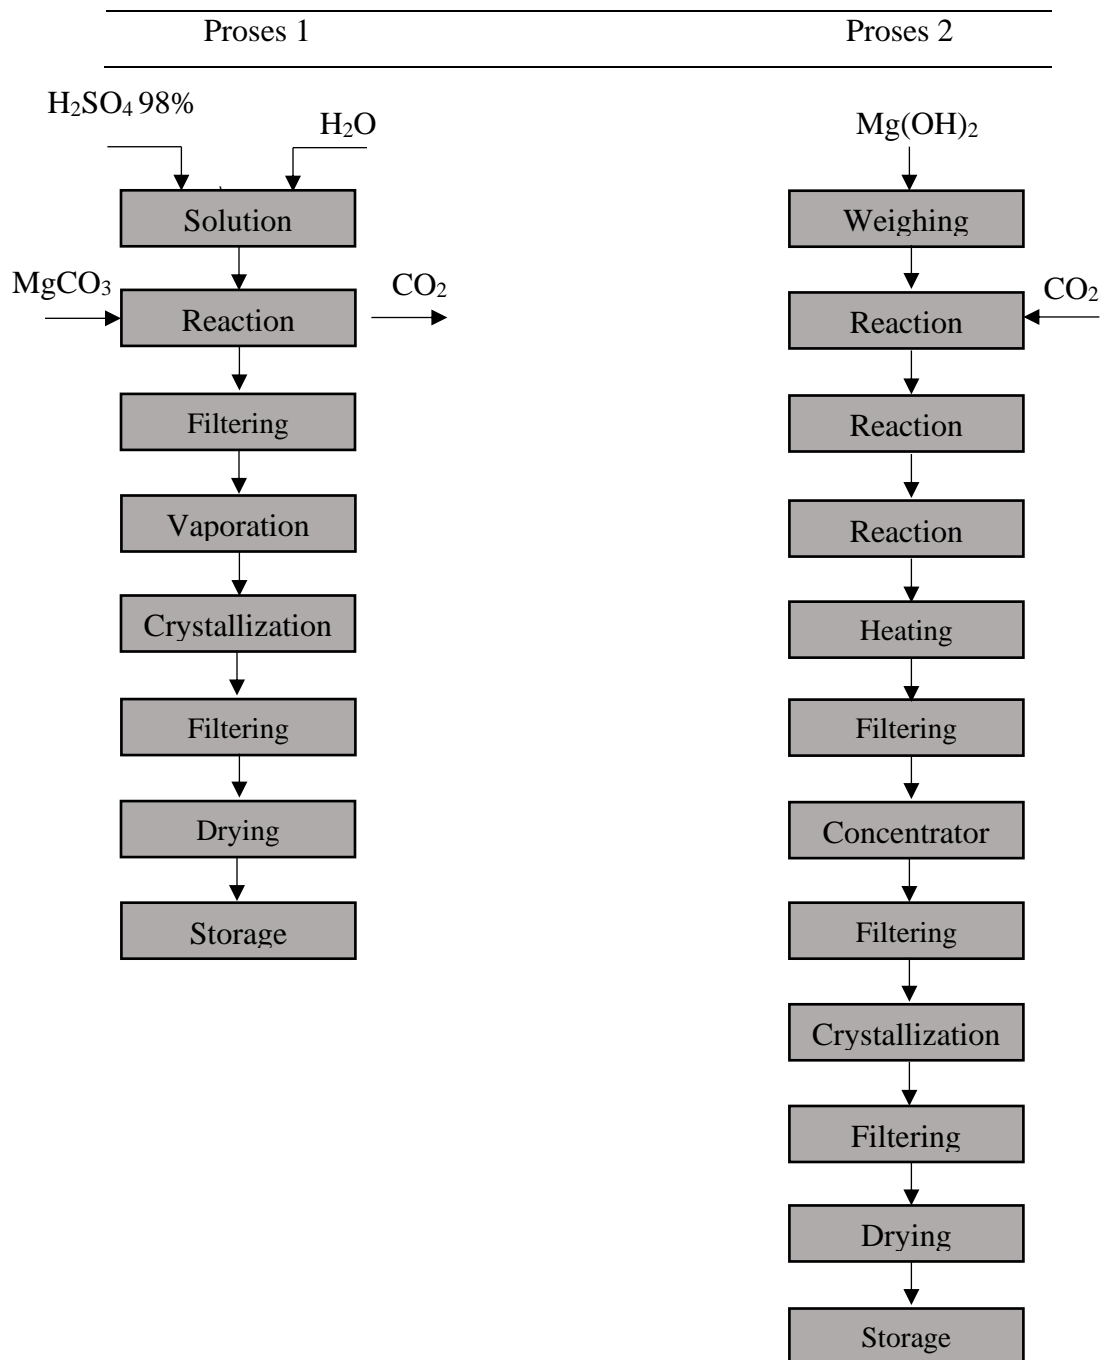 Proses 1
Proses 2
H₂SO₄ 98%
H₂O
Solution
MgCO₃
CO₂
Reaction
Filtering
Vaporation
Crystallization
Filtering
Drying
Storage
Mg(OH)₂
Weighing
CO₂
Reaction
Reaction
Reaction
Heating
Filtering
Concentrator
Filtering
Crystallization
Filtering
Drying
Storage